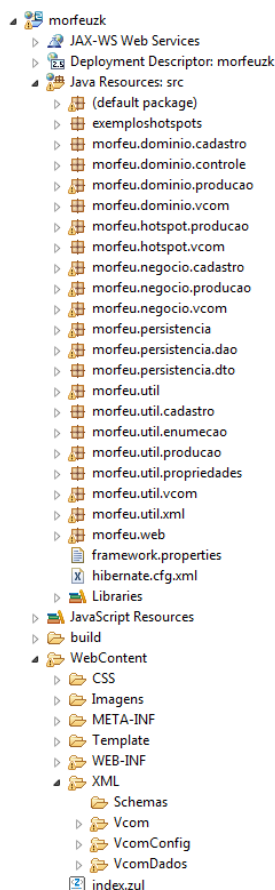 morfeuzk
JAX-WS Web Services
Deployment Descriptor: morfeuzk
Java Resources: src
(default package)
exemploshotspots
morfeu.dominio.cadastro
morfeu.dominio.controle
morfeu.dominio.producao
morfeu.dominio.vcom
morfeu.hotspot.producao
morfeu.hotspot.vcom
morfeu.negocio.cadastro
morfeu.negocio.producao
morfeu.negocio.vcom
morfeu.persistencia
morfeu.persistencia.dao
morfeu.persistencia.dto
morfeu.util
morfeu.util.cadastro
morfeu.util.enumecao
morfeu.util.producao
morfeu.util.propriedades
morfeu.util.vcom
morfeu.util.xml
morfeu.web
framework.properties
hibernate.cfg.xml
Libraries
JavaScript Resources
build
WebContent
CSS
Imagens
META-INF
Template
WEB-INF
XML
Schemas
Vcom
VcomConfig
VcomDados
index.zul